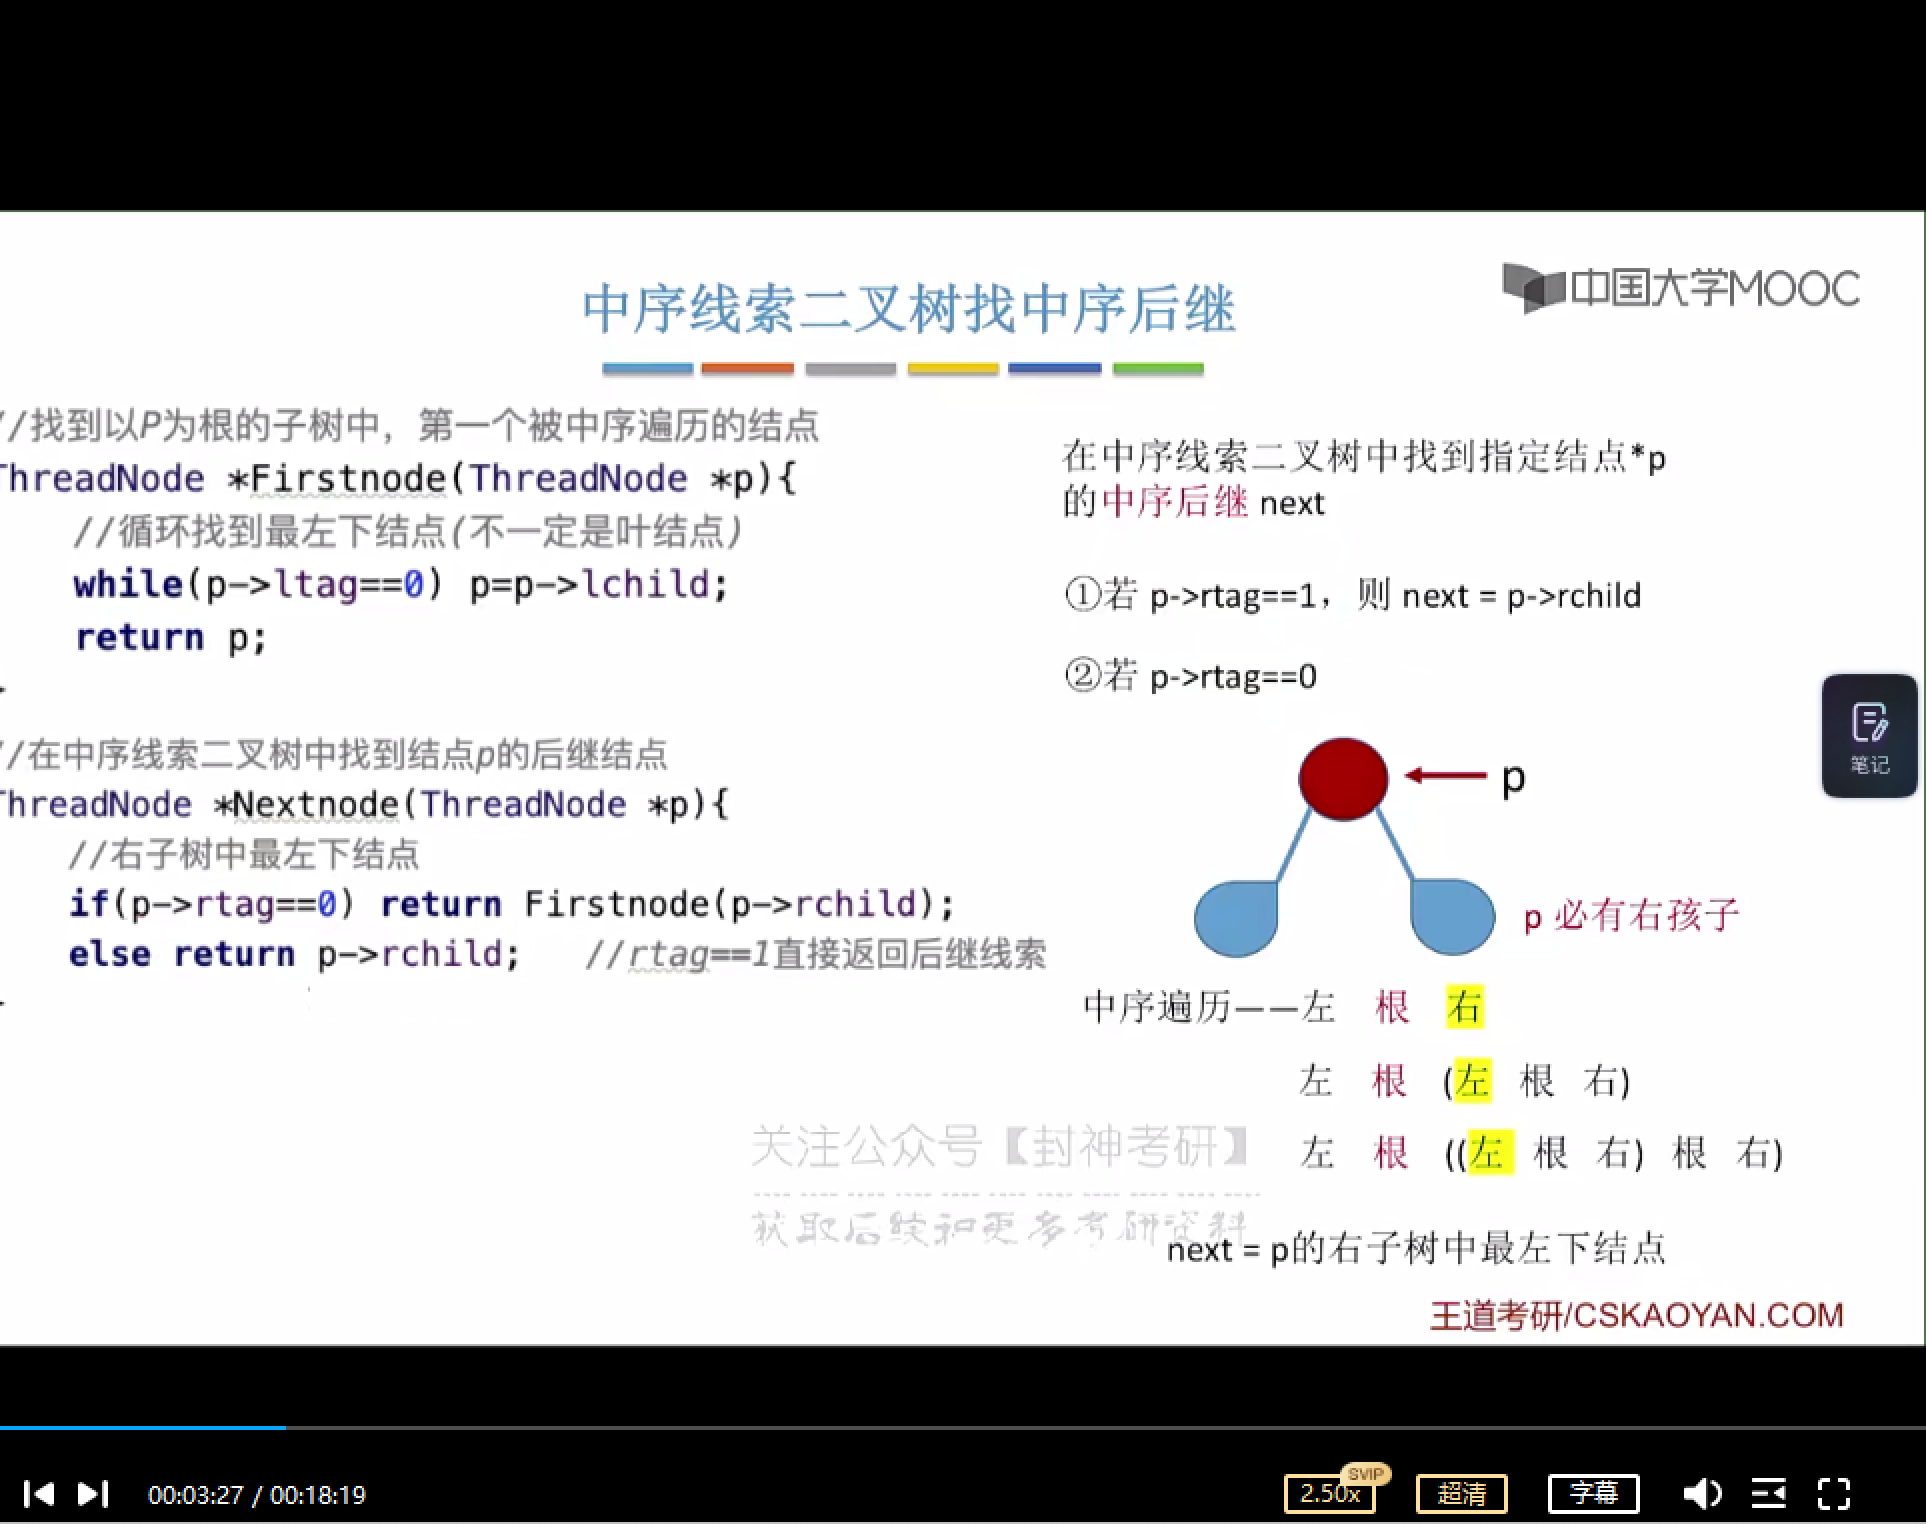 中国大学MOOC
中序线索二叉树找中序后继
//找到以P为根的子树中，第一个被中序遍历的结点
ThreadNode *Firstnode(ThreadNode *p){
//循环找到最左下结点(不一定是叶结点)
while(p->ltag==0) p=p->lchild;
return p;
}
//在中序线索二叉树中找到结点p的后继结点
ThreadNode *Nextnode(ThreadNode *p){
//右子树中最左下结点
if(p->rtag==0) return Firstnode(p->rchild);
else return p->rchild; //rtag==1直接返回后继线索
}
在中序线索二叉树中找到指定结点*p
的中序后继 next
①若 p->rtag==1，则 next = p->rchild
②若 p->rtag==0
p
p 必有右孩子
中序遍历——左 根 右
左 根 (左 根 右)
左 根 ((左 根 右) 根 右)
next = p的右子树中最左下结点
关注公众号【封神考研】
获取后续和更多考研资料
王道考研/CSKAOYAN.COM
笔记
00:03:27 / 00:18:19
SVIP
2.50x
超清
字幕